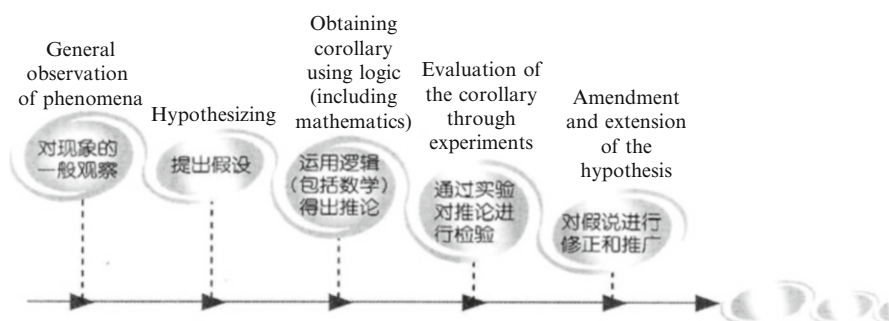 General
observation
of phenomena
对现象的
一般观察
Hypothesizing
提出假设
Obtaining
corollary
using logic
(including
mathematics)
运用逻辑
(包括数学)
得出推论
Evaluation of
the corollary
through
experiments
通过实验
对推论进
行检验
Amendment
and extension
of the
hypothesis
对假说进行
修正和推广